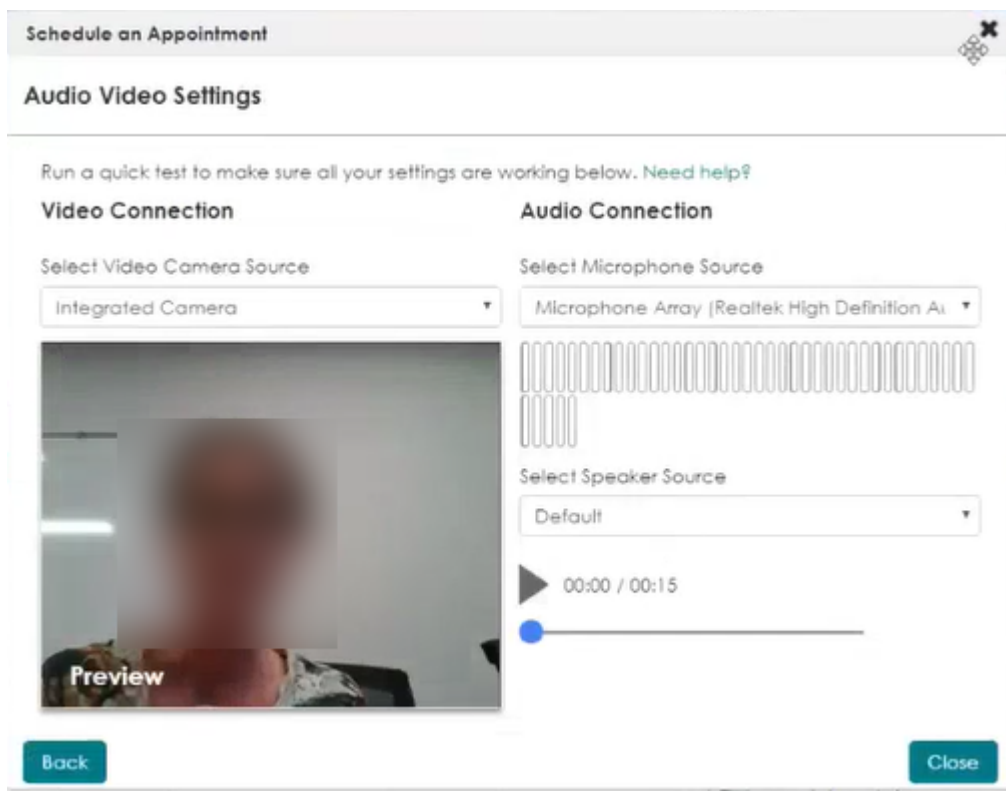 Schedule an Appointment
Audio Video Settings
Run a quick test to make sure all your settings are working below. Need help?
Video Connection
Select Video Camera Source
Integrated Camera
Preview
Audio Connection
Select Microphone Source
Microphone Array (Realtek High Definition Au
Select Speaker Source
Default
00:00 / 00:15
Back
Close